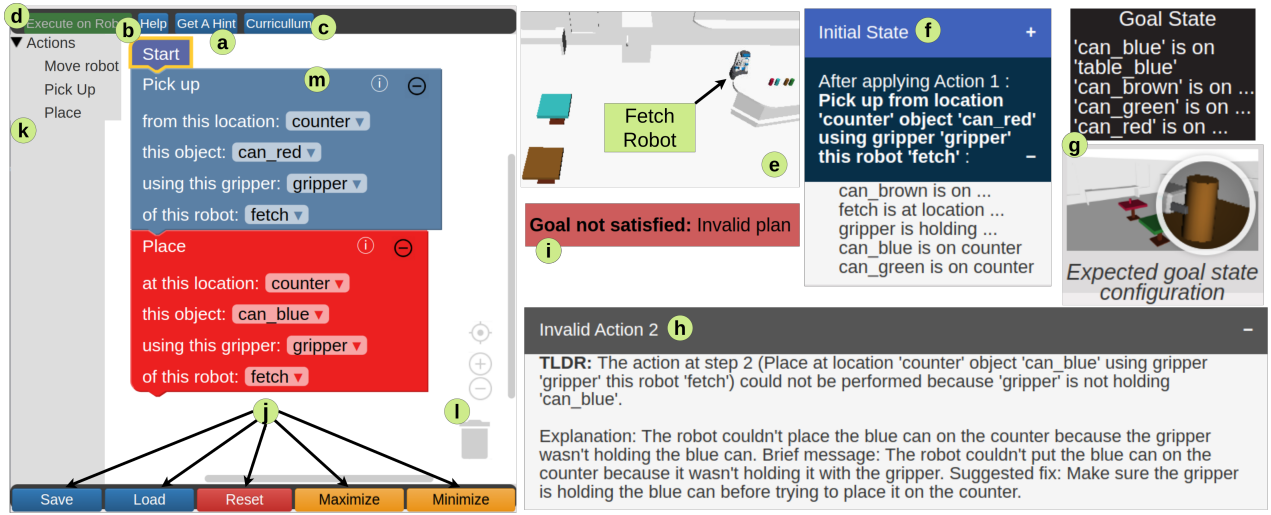 d
Execute on Rob
b
Help
Get A Hint
Curricullum
c
a
▼ Actions
Move robot
Pick Up
Place
k
Start
Pick up
m
from this location: counter ▾
this object: can_red ▾
using this gripper: gripper ▾
of this robot: fetch ▾
Place
at this location: counter ▾
this object: can_blue ▾
using this gripper: gripper ▾
of this robot: fetch ▾
j
l
Save
Load
Reset
Maximize
Minimize
Fetch
Robot
e
Goal not satisfied: Invalid plan
i
Initial State
f
+
After applying Action 1 :
Pick up from location
'counter' object 'can_red'
using gripper 'gripper'
this robot 'fetch' :
−
can_brown is on ...
fetch is at location ...
gripper is holding ...
can_blue is on counter
can_green is on counter
Goal State
'can_blue' is on
'table_blue'
'can_brown' is on ...
'can_green' is on ...
'can_red' is on ...
g
Expected goal state
configuration
Invalid Action 2
h
−
TLDR: The action at step 2 (Place at location 'counter' object 'can_blue' using gripper
'gripper' this robot 'fetch') could not be performed because 'gripper' is not holding
'can_blue'.
Explanation: The robot couldn't place the blue can on the counter because the gripper
wasn't holding the blue can. Brief message: The robot couldn't put the blue can on the
counter because it wasn't holding it with the gripper. Suggested fix: Make sure the gripper
is holding the blue can before trying to place it on the counter.